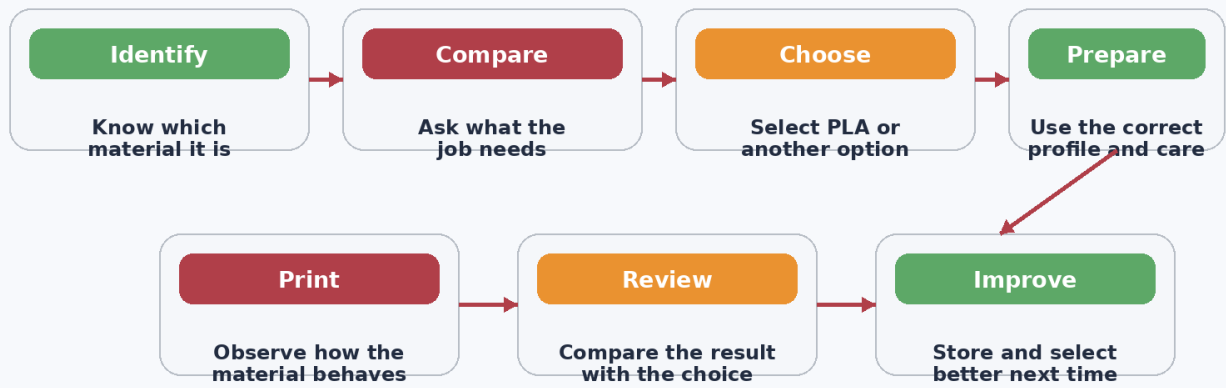 Identify
Know which
material it is
Compare
Ask what the
job needs
Choose
Select PLA or
another option
Prepare
Use the correct
profile and care
Print
Observe how the
material behaves
Review
Compare the result
with the choice
Improve
Store and select
better next time